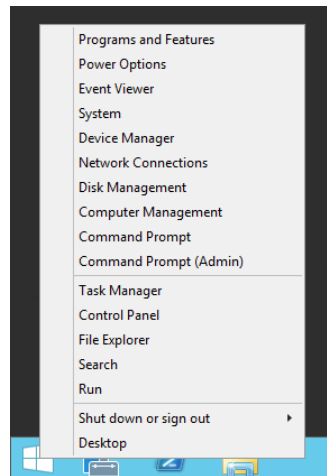 Programs and Features
Power Options
Event Viewer
System
Device Manager
Network Connections
Disk Management
Computer Management
Command Prompt
Command Prompt (Admin)
Task Manager
Control Panel
File Explorer
Search
Run
Shut down or sign out
Desktop